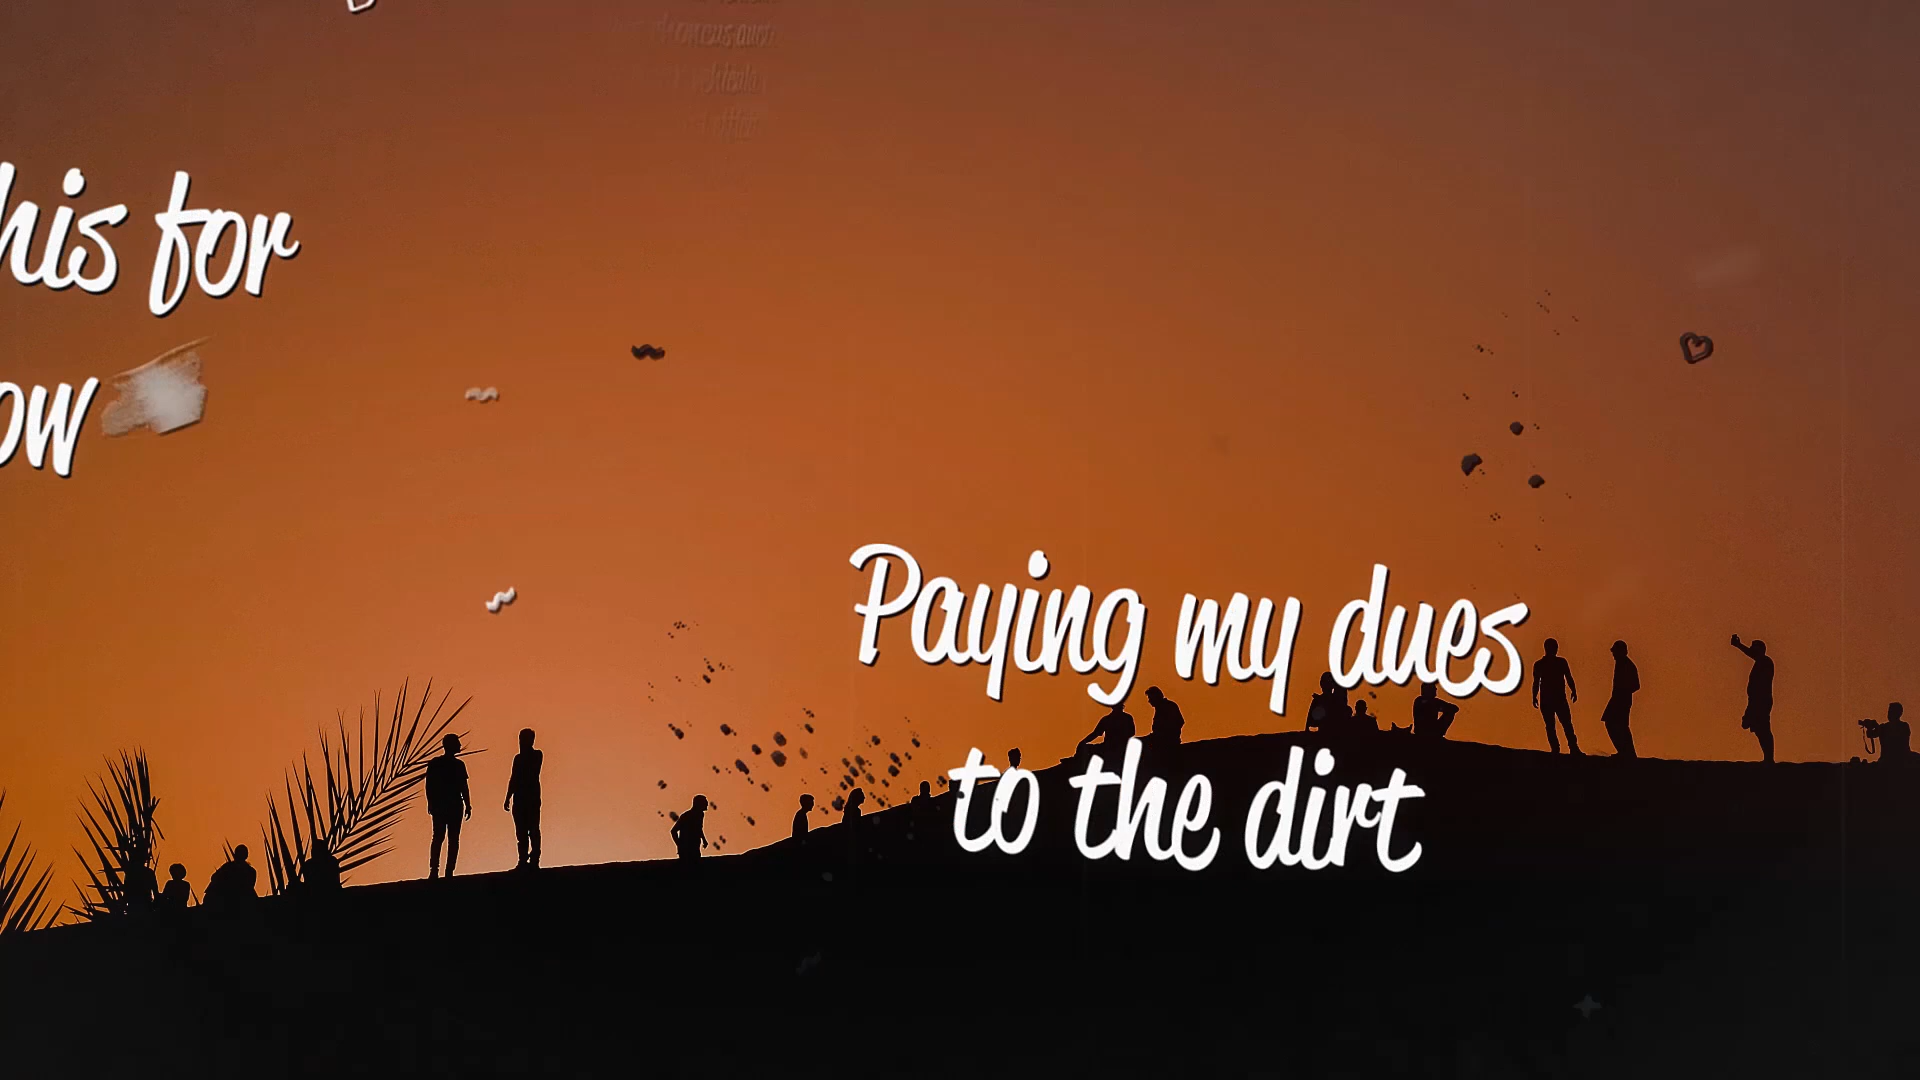 his for
ow
Paying my dues
to the dirt